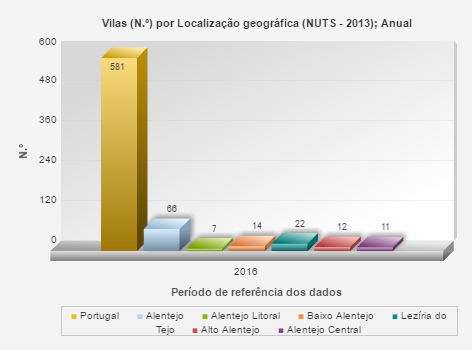 Vilas (N.º) por Localização geográfica (NUTS - 2013); Anual
600
480
360
240
120
0
N.º
581
66
7
14
22
12
11
2016
Período de referência dos dados
Portugal Alentejo Alentejo Litoral Baixo Alentejo Lezíria do
Tejo Alto Alentejo Alentejo Central